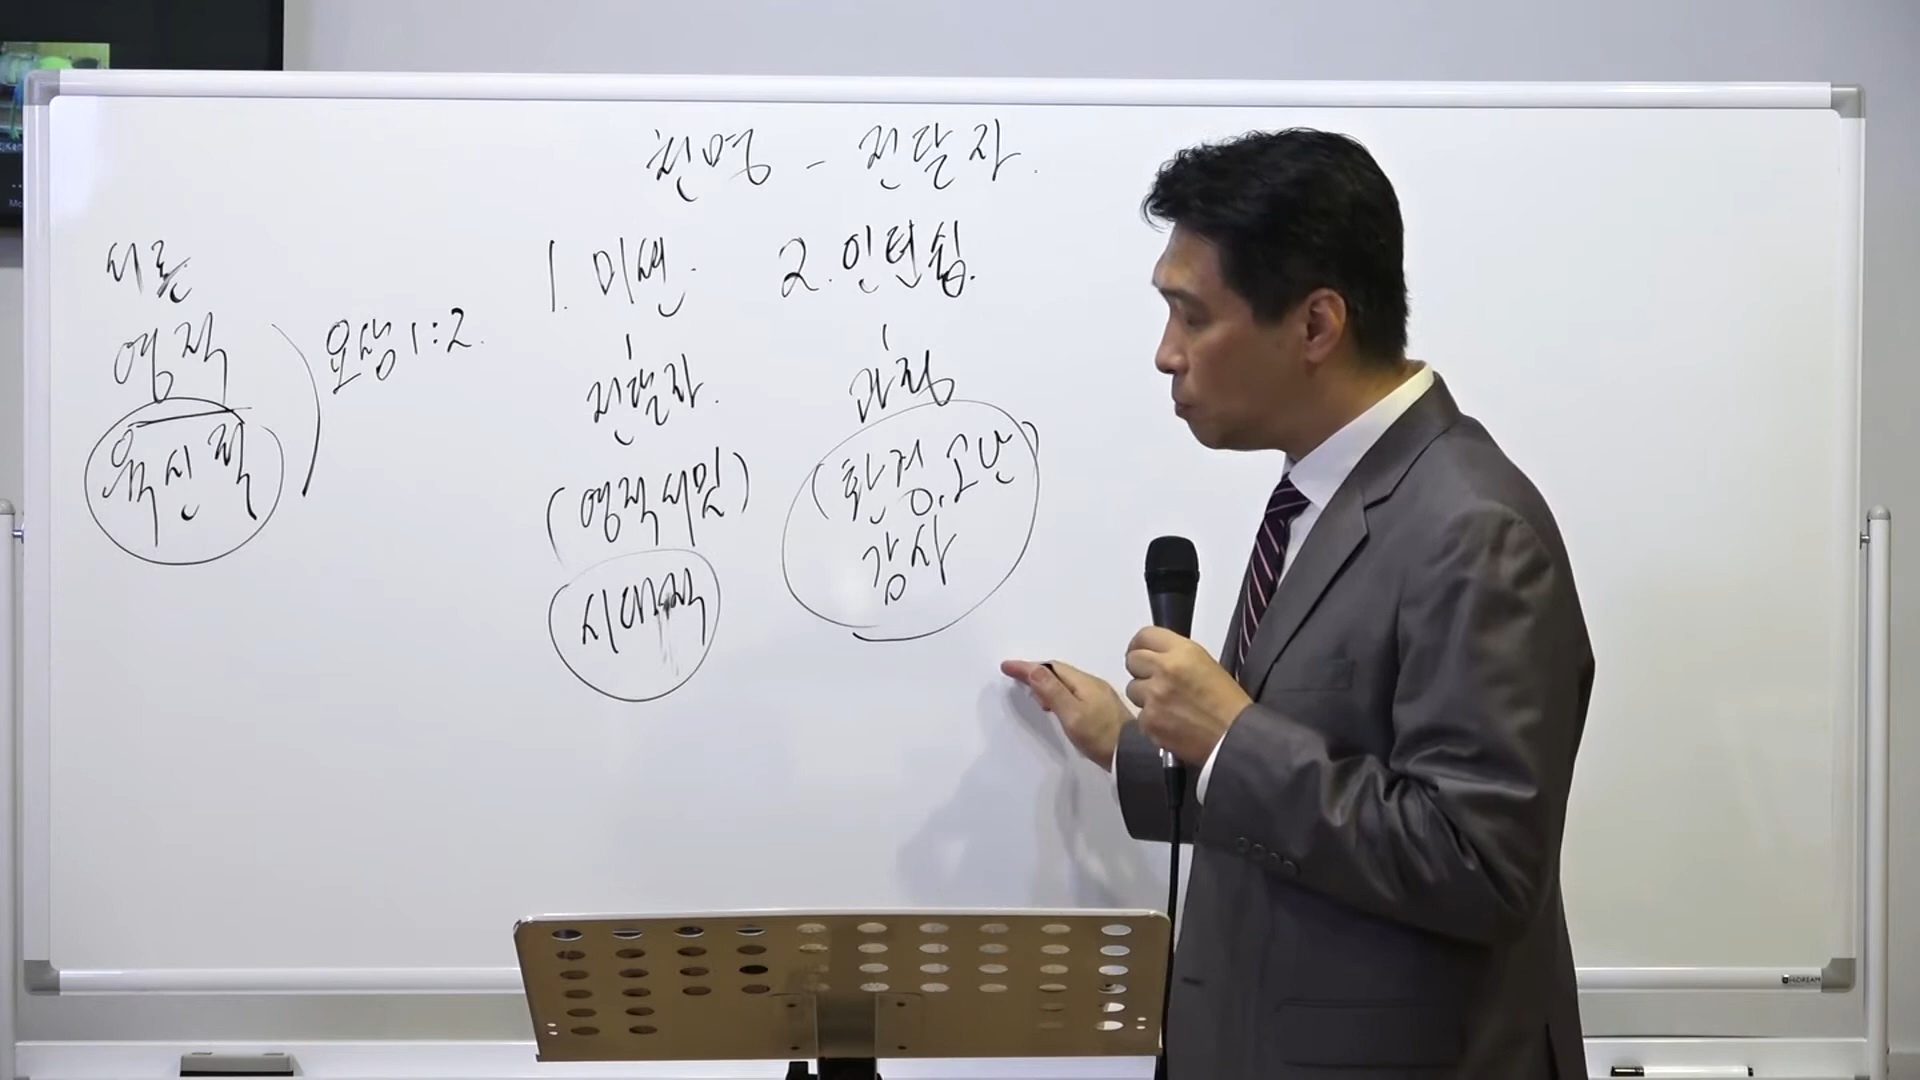 천명 - 전달자.
1. 미션.
전달자.
(영적 서밋)
시대적
2. 인턴쉽.
과정
(환경, 고난)
감사
서론
영적
육신적
요삼 1:2.